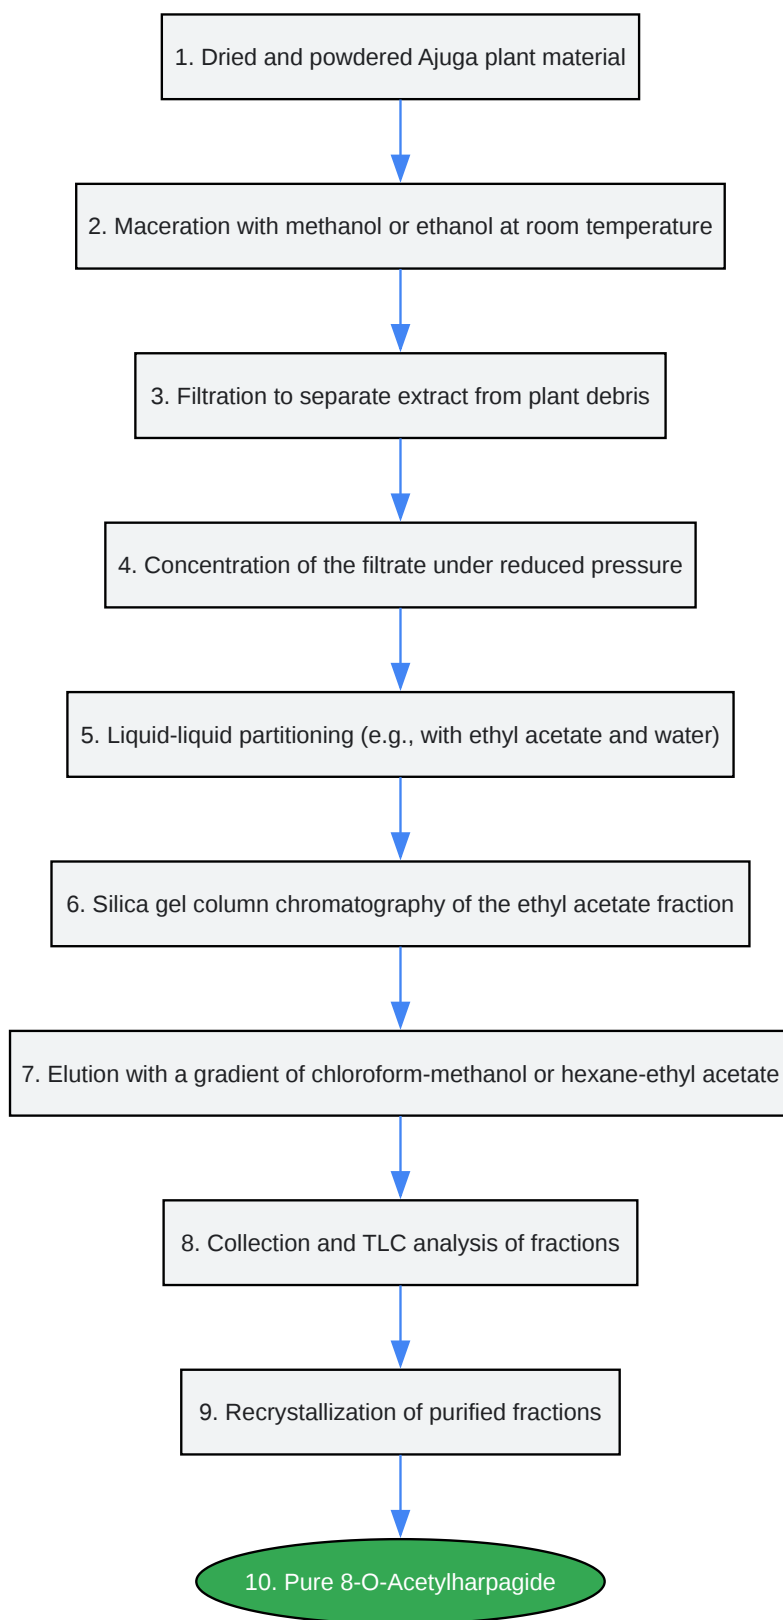 1. Dried and powdered Ajuga plant material
2. Maceration with methanol or ethanol at room temperature
3. Filtration to separate extract from plant debris
4. Concentration of the filtrate under reduced pressure
5. Liquid-liquid partitioning (e.g., with ethyl acetate and water)
6. Silica gel column chromatography of the ethyl acetate fraction
7. Elution with a gradient of chloroform-methanol or hexane-ethyl acetate
8. Collection and TLC analysis of fractions
9. Recrystallization of purified fractions
10. Pure 8-O-Acetylharpagide